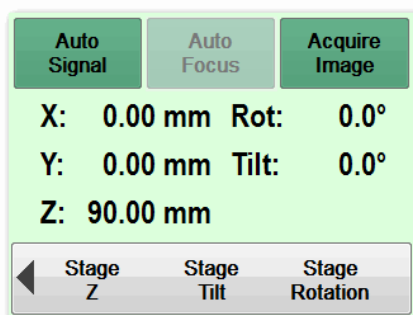 Auto Signal
Auto Focus
Acquire Image
X: 0.00 mm Rot: 0.0°
Y: 0.00 mm Tilt: 0.0°
Z: 90.00 mm
Stage Z
Stage Tilt
Stage Rotation